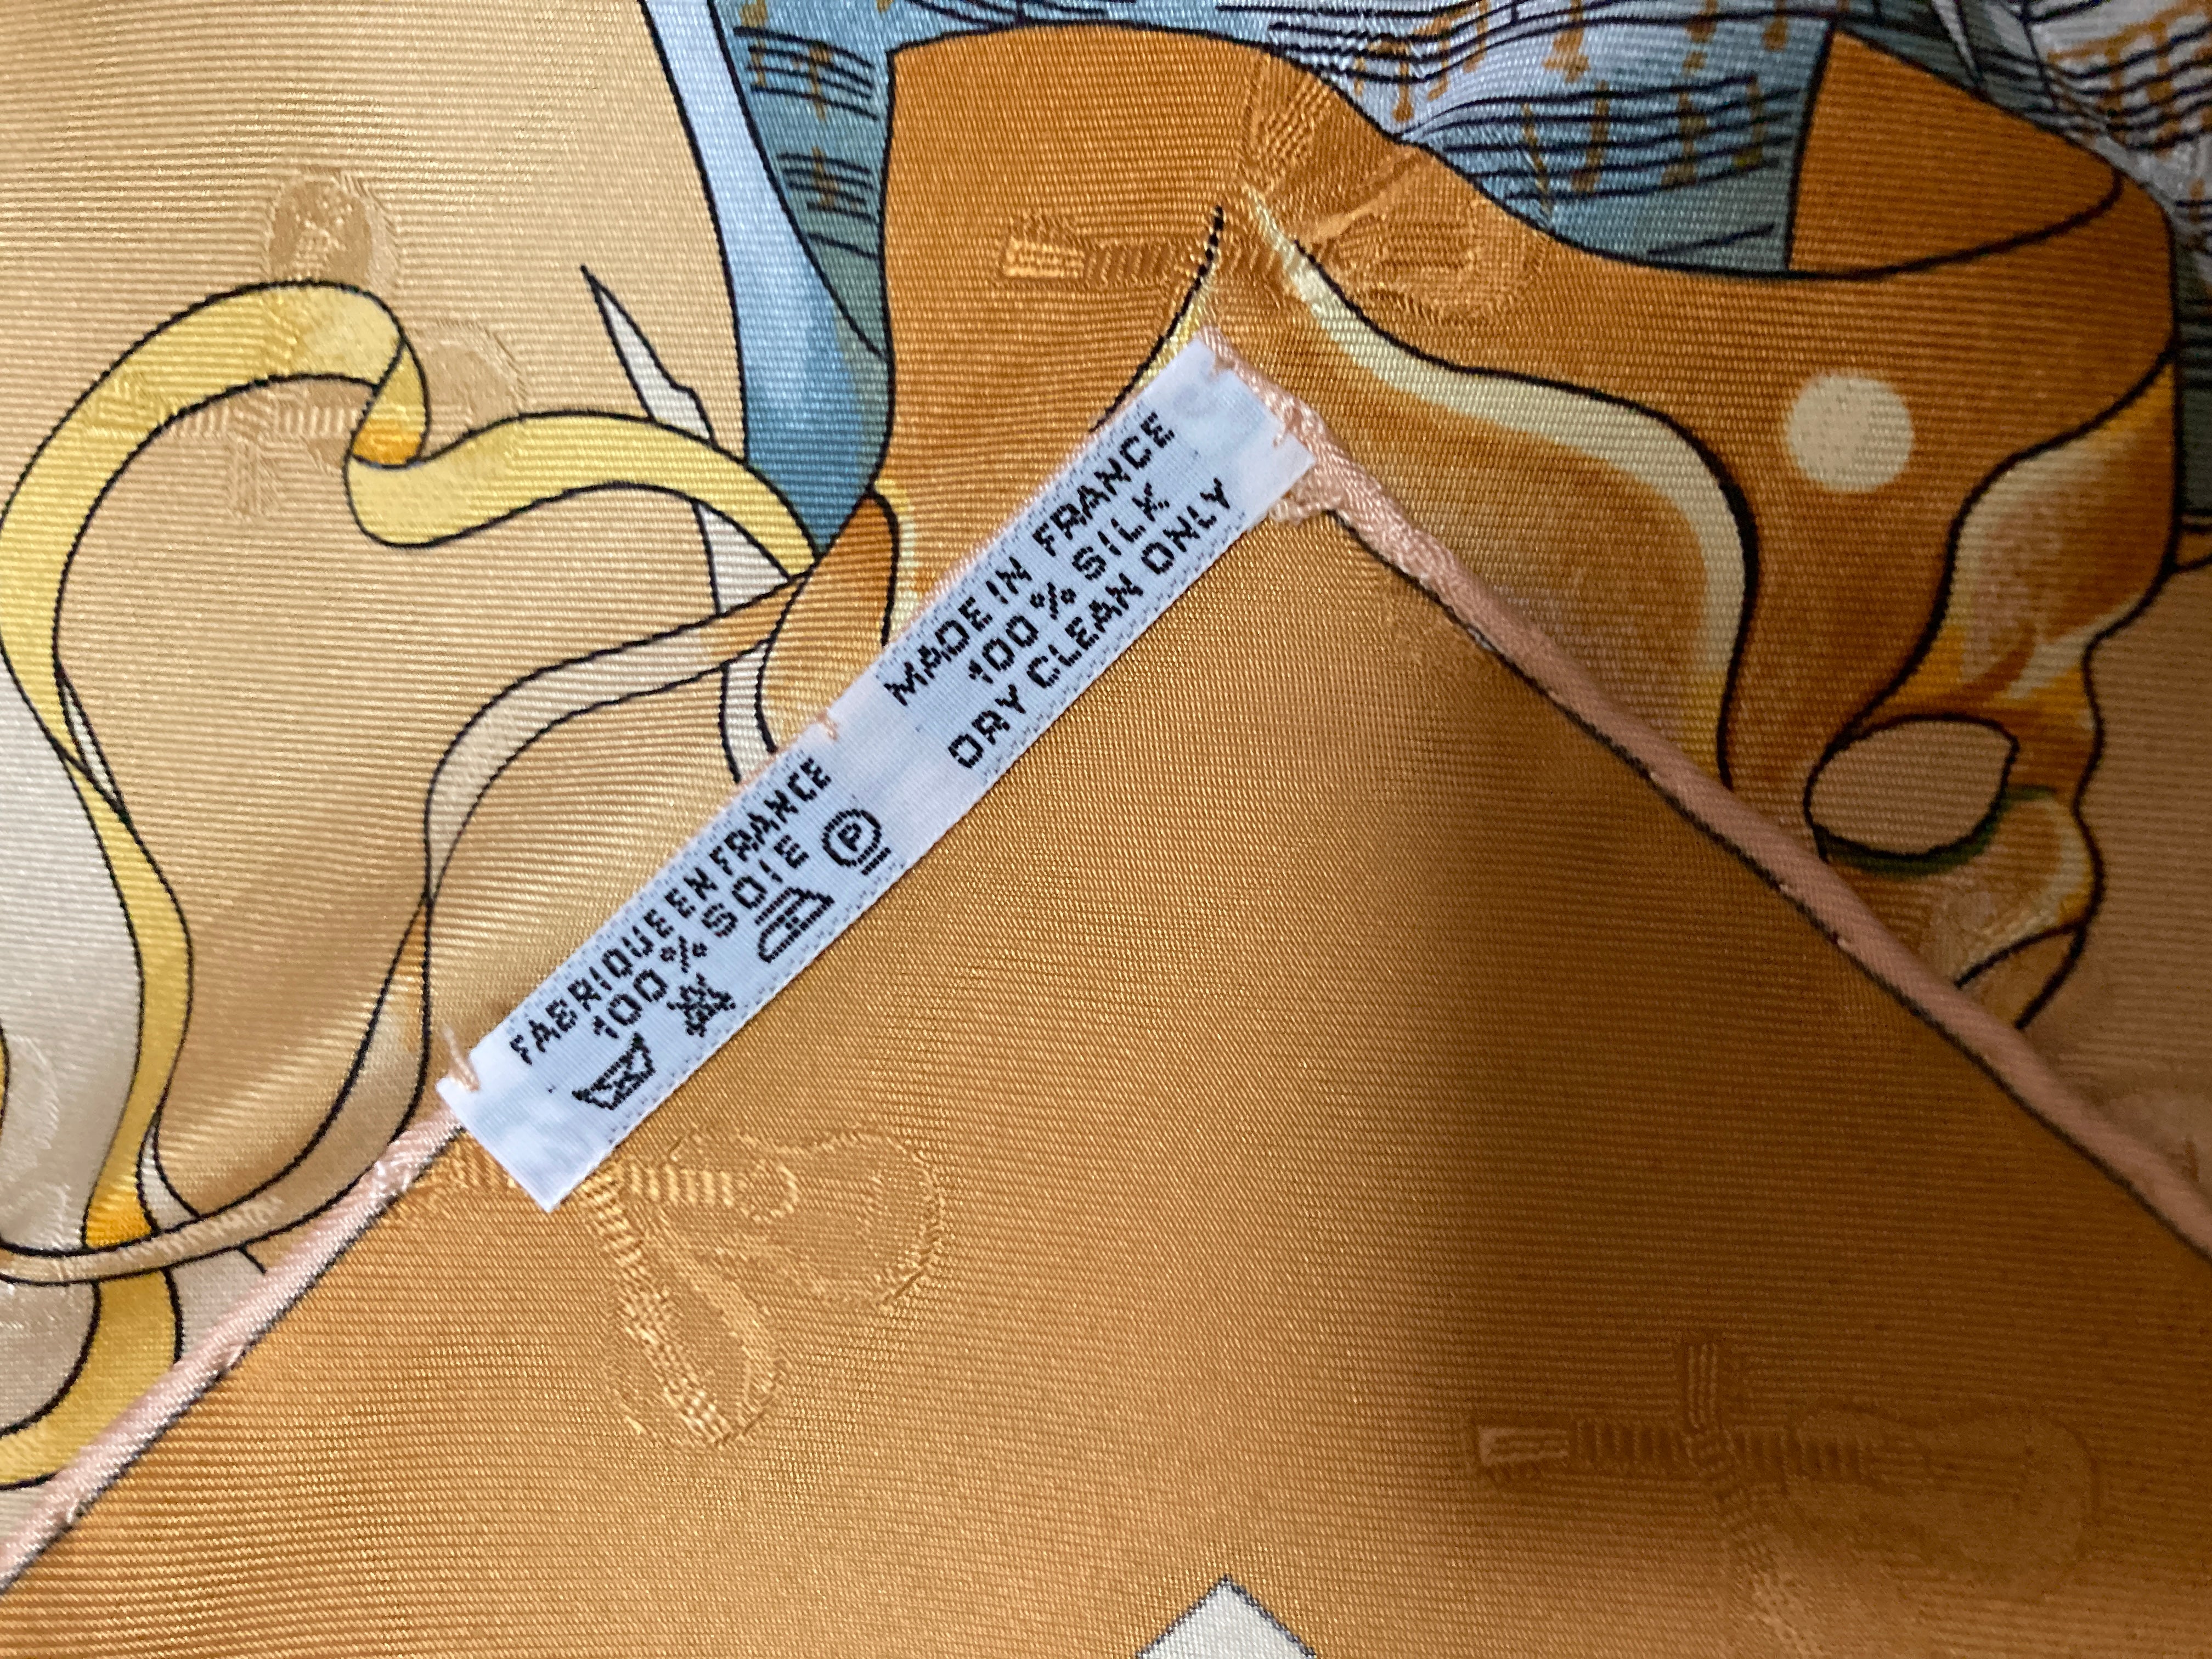 FABRIQUE EN FRANCE
100% SOIE
P
MADE IN FRANCE
100% SILK
DRY CLEAN ONLY